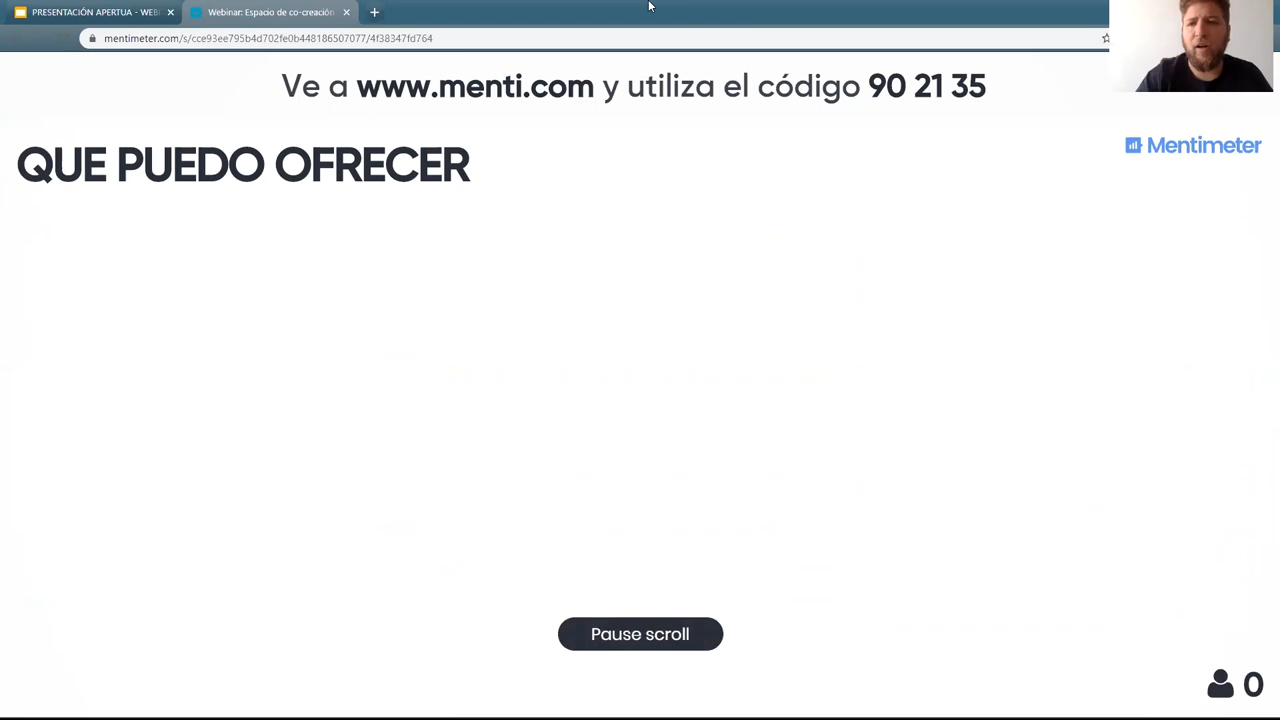 PRESENTACIÓN APERTUA - WEB
Webinar: Espacio de co-creación
mentimeter.com/s/cce93ee795b4d702fe0b448186507077/4f38347fd764
Ve a www.menti.com y utiliza el código 90 21 35
Mentimeter
QUE PUEDO OFRECER
Pause scroll
0